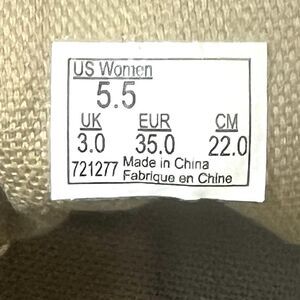 US Women
5.5
UK EUR CM
3.0 35.0 22.0
721277 Made in China
Fabrique en Chine